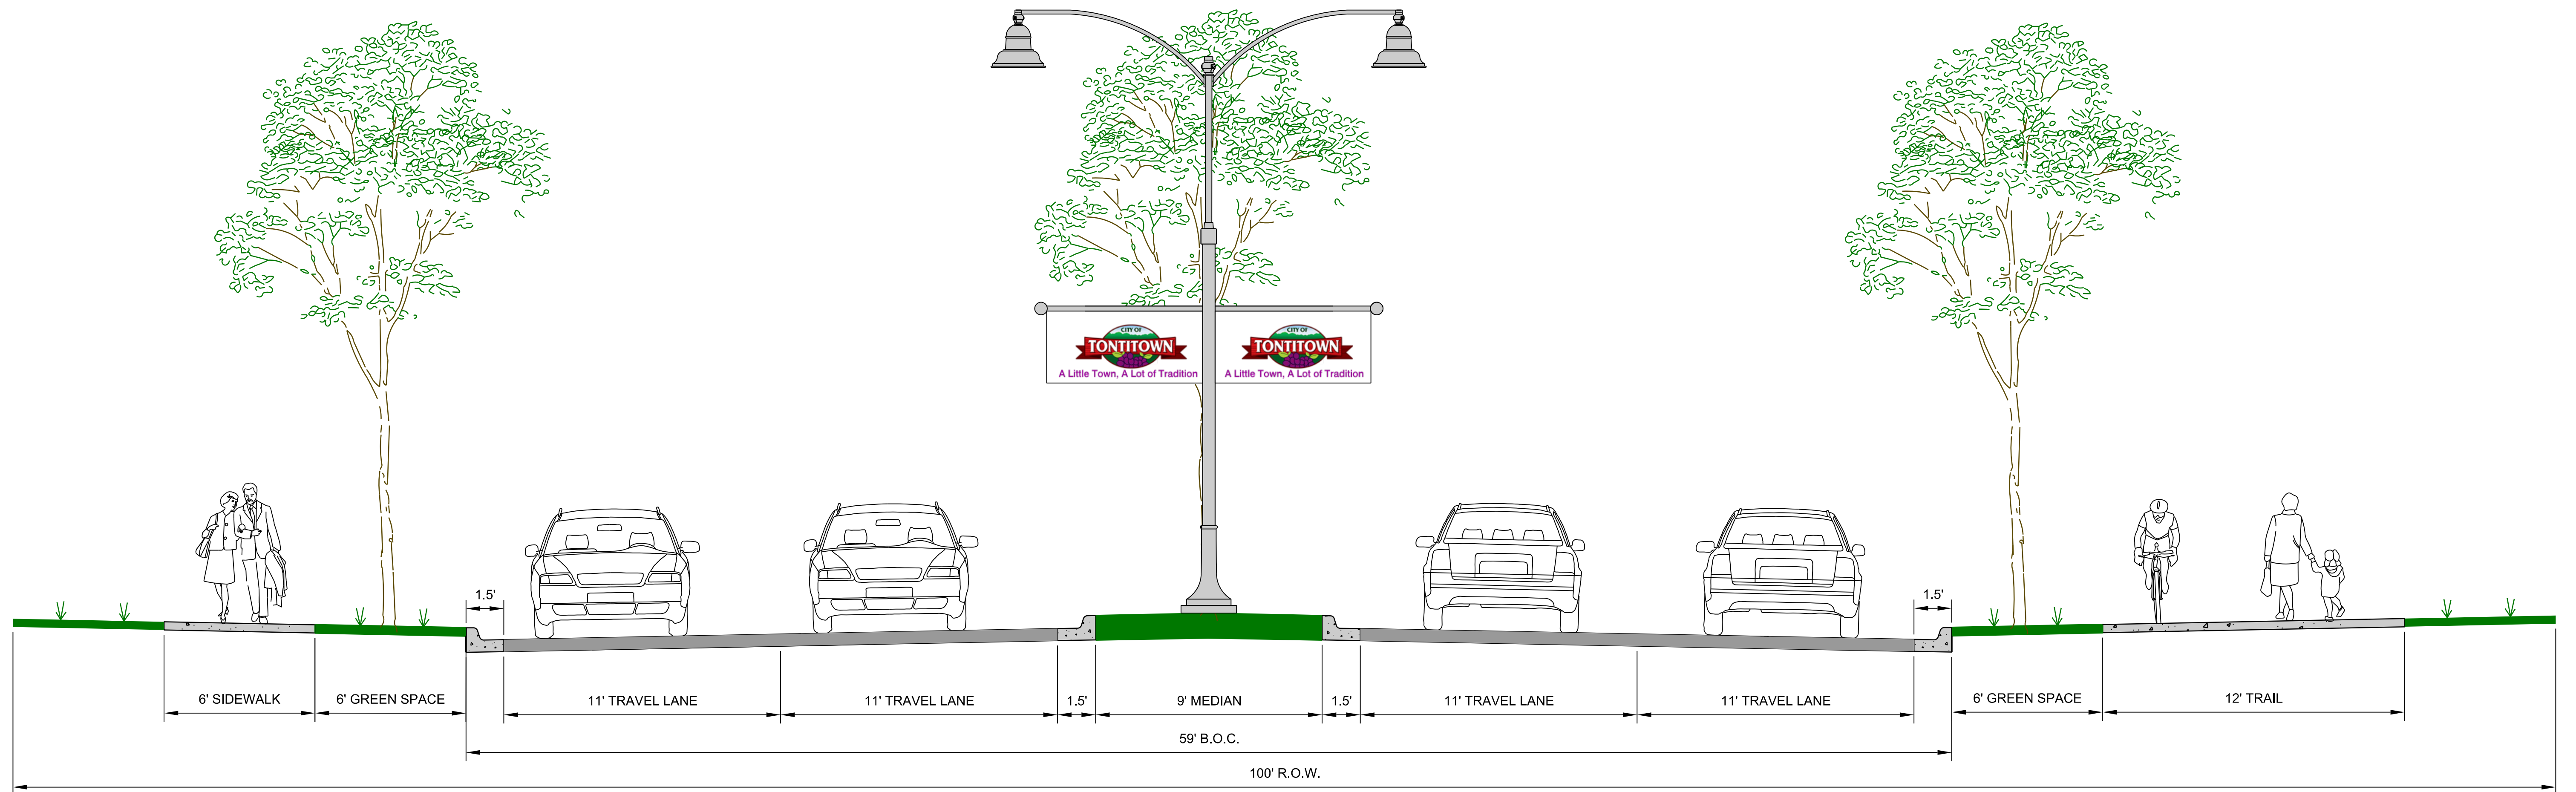 CITY OF
TONTITOWN
A Little Town, A Lot of Tradition
CITY OF
TONTITOWN
A Little Town, A Lot of Tradition
1.5'
1.5'
6' SIDEWALK
6' GREEN SPACE
11' TRAVEL LANE
11' TRAVEL LANE
1.5'
9' MEDIAN
1.5'
11' TRAVEL LANE
11' TRAVEL LANE
6' GREEN SPACE
12' TRAIL
59' B.O.C.
100' R.O.W.